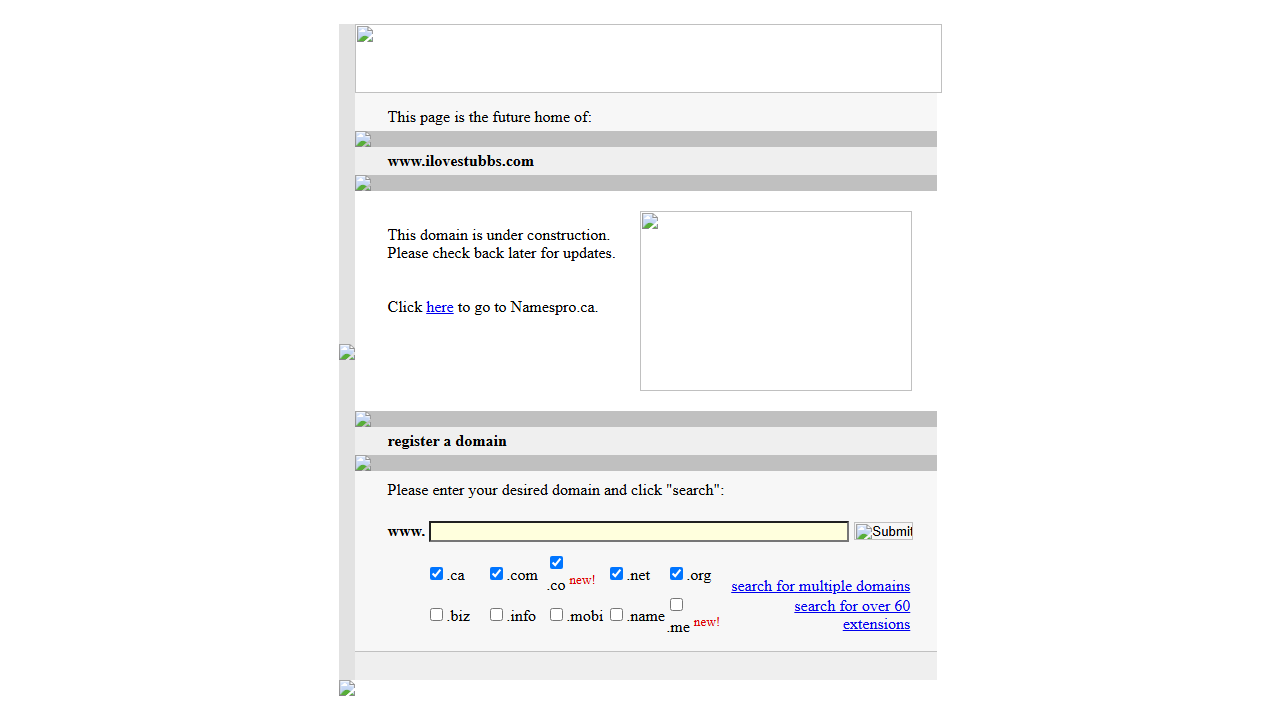 This page is the future home of:
www.ilovestubbs.com
This domain is under construction.
Please check back later for updates.
Click here to go to Namespro.ca.
register a domain
Please enter your desired domain and click "search":
www. Submit
.ca .com .co new! .net .org
.biz .info .mobi .name .me new!
search for multiple domains
search for over 60
extensions